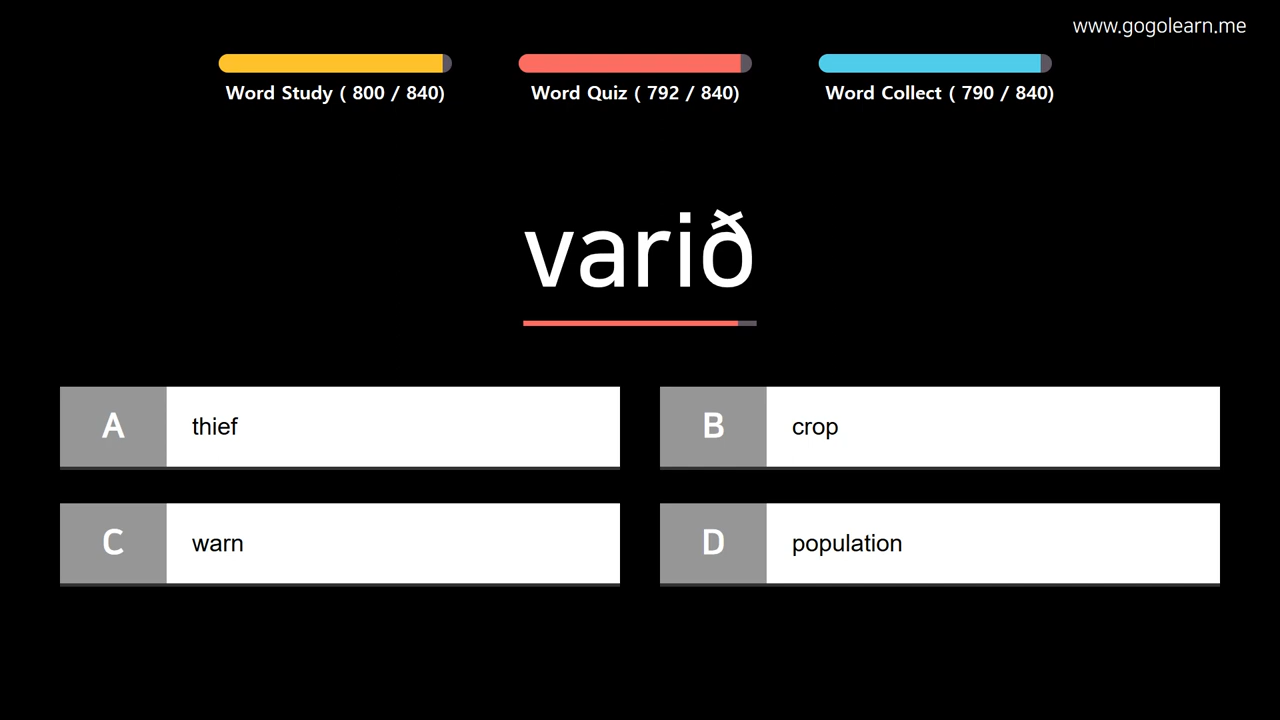 www.gogolearn.me
Word Study ( 800 / 840)
Word Quiz ( 792 / 840)
Word Collect ( 790 / 840)
varið
A thief
B crop
C warn
D population